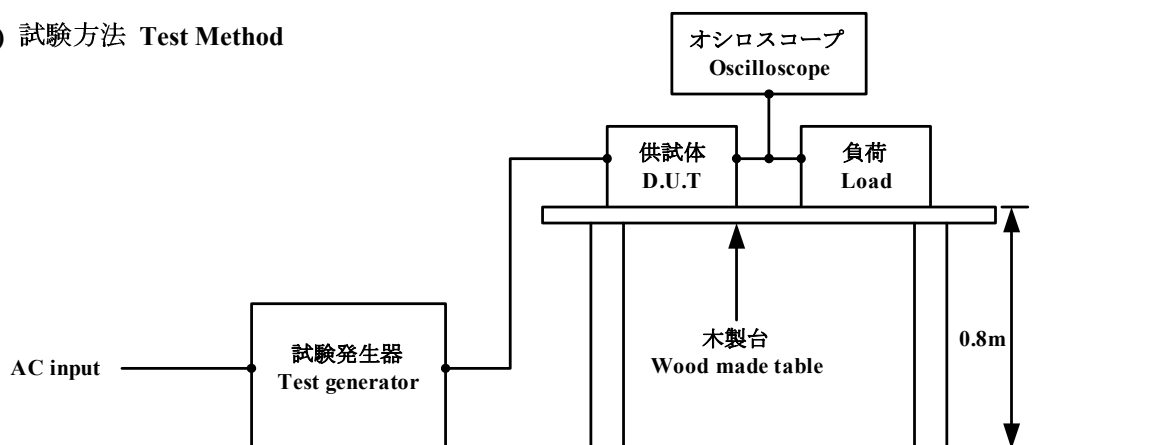 ) 試験方法 Test Method
オシロスコープ
Oscilloscope
供試体
D.U.T
負荷
Load
木製台
Wood made table
0.8m
試験発生器
Test generator
AC input